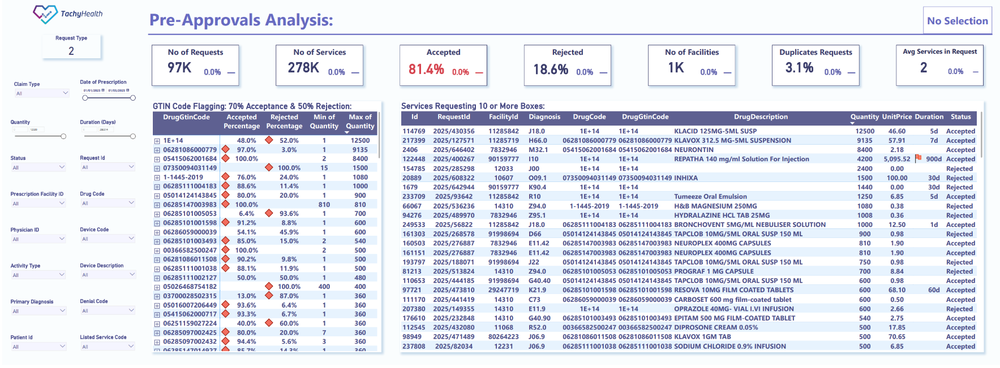 TachyHealth
Pre-Approvals Analysis:
No Selection
Request Type
2
No of Requests
97K 0.0% —
No of Services
278K 0.0% —
Accepted
81.4% 0.0% —
Rejected
18.6% 0.0% —
No of Facilities
1K 0.0% —
Duplicates Requests
3.1% 0.0% —
Avg Services in Request
2 0.0% —
Claim Type
All
Date of Prescription
01/01/2025 01/05/2025
Quantity
12500
Duration (Days)
Status
All
Request Id
All
Prescription Facility ID
All
Drug Code
All
Physician ID
All
Device Code
All
Activity Type
All
Device Description
All
Primary Diagnosis
All
Denial Code
All
Patient Id
All
Listed Service Code
All
GTIN Code Flagging: 70% Acceptance & 50% Rejection:
DrugGtinCode Accepted Percentage Rejected Percentage Min of Quantity Max of Quantity
1E+14 48.0% 52.0% 1 12500
06281086000779 97.0% 3.0% 1 9135
05415062001684 100.0% 2 8400
07350094031149 100.0% 15 1500
1-1445-2019 76.0% 24.0% 1 1080
06285111004183 88.6% 11.4% 1 1000
05014124143845 80.0% 20.0% 1 900
06285147003983 100.0% 810 810
06285101005053 6.4% 93.6% 1 700
06285101001598 91.2% 8.8% 1 600
06286059000039 54.1% 45.9% 1 600
06285101003493 85.0% 15.0% 2 540
00366582500247 100.0% 2 500
06281086011508 90.2% 9.8% 1 500
06285111001038 88.1% 11.9% 1 500
06285111002127 50.0% 50.0% 1 480
05026468754182 100.0% 400 400
03700028502315 13.0% 87.0% 1 360
05016007206449 93.6% 6.4% 1 360
05415062000717 93.3% 6.7% 1 360
06251159027224 40.0% 60.0% 1 360
06285097002425 80.0% 20.0% 7 360
06285097002432 94.4% 5.6% 3 360
06285147014927 85.7% 14.3% 1 360
Services Requesting 10 or More Boxes:
Id RequestId FacilityId Diagnosis DrugCode DrugGtinCode DrugDescription Quantity UnitPrice Duration Status
114769 2025/430356 11285842 J18.0 1E+14 1E+14 KLACID 125MG-5ML SUSP 12500 46.60 5d Accepted
217399 2025/127571 11285719 H66.0 06281086000779 06281086000779 KLAVOX 312.5 MG-5ML SUSPENSION 9135 57.91 7d Accepted
2406 2025/646402 7832946 M32.1 05415062001684 05415062001684 NEURONTIN 8400 2.18 Accepted
122448 2025/400267 90159777 I10 1E+14 1E+14 REPATHA 140 mg/ml Solution For Injection 4200 5,095.52 900d Accepted
154785 2025/285298 12033 J00 1E+14 1E+14 2400 0.00 Rejected
20889 2025/608322 10607 O09.1 07350094031149 07350094031149 INHIXA 1500 100.00 30d Rejected
1679 2025/642944 90159777 K90.4 1E+14 1E+14 1440 0.00 30d Rejected
233709 2025/93642 11285842 R10 1E+14 1E+14 Tumeeze Oral Emulsion 1250 6.85 5d Accepted
66067 2025/536236 14310 Z94.0 1-1445-2019 1-1445-2019 H&B MAGNESIUM 250MG 1080 0.38 Accepted
94276 2025/489970 7832946 Z95.1 1E+14 1E+14 HYDRALAZINE HCL TAB 25MG 1008 0.36 Accepted
249533 2025/56822 11285842 J18.0 06285111004183 06285111004183 BRONCHOVENT 5MG/ML NEBULISER SOLUTION 1000 12.50 1d Accepted
161303 2025/268578 91998694 D66 05014124143845 05014124143845 TAPCLOB 10MG/5ML ORAL SUSP 150 ML 900 0.98 Rejected
160503 2025/276887 7832946 E11.42 06285147003983 06285147003983 NEUROPLEX 400MG CAPSULES 810 1.90 Accepted
161151 2025/276887 7832946 E11.42 06285147003983 06285147003983 NEUROPLEX 400MG CAPSULES 810 1.90 Accepted
193797 2025/188071 91998694 J22 05014124143845 05014124143845 TAPCLOB 10MG/5ML ORAL SUSP 150 ML 750 0.98 Rejected
81213 2025/513824 14310 Z94.0 06285101005053 06285101005053 PROGRAF 1 MG CAPSULE 700 8.84 Rejected
110653 2025/444185 91998694 G40.40 05014124143845 05014124143845 TAPCLOB 10MG/5ML ORAL SUSP 150 ML 600 0.98 Accepted
97721 2025/473810 29247719 K21.9 06285101001598 06285101001598 RESOVA 10MG FILM COATED TABLETS 600 68.10 60d Accepted
111170 2025/441419 14310 C73 06286059000039 06286059000039 CARBOSET 600 mg film-coated tablet 600 0.50 Accepted
207380 2025/149355 14310 E11.9 1E+14 1E+14 OPRAZOLE 40MG- VIAL I.VI INFUSION 600 2.66 Rejected
176610 2025/232848 14310 G40.90 06285101003493 06285101003493 EPITAM 500 MG FILM-COATED TABLET 540 2.75 Accepted
112545 2025/432080 11068 R52.0 00366582500247 00366582500247 DIPROSONE CREAM 0.05% 500 17.85 Accepted
98949 2025/471489 80264223 J06.9 06281086011508 06281086011508 KLAVOX 1GM TAB 500 70.65 Accepted
237808 2025/82034 12231 J06.9 06285111001038 06285111001038 SODIUM CHLORIDE 0.9% INFUSION 500 6.85 Accepted